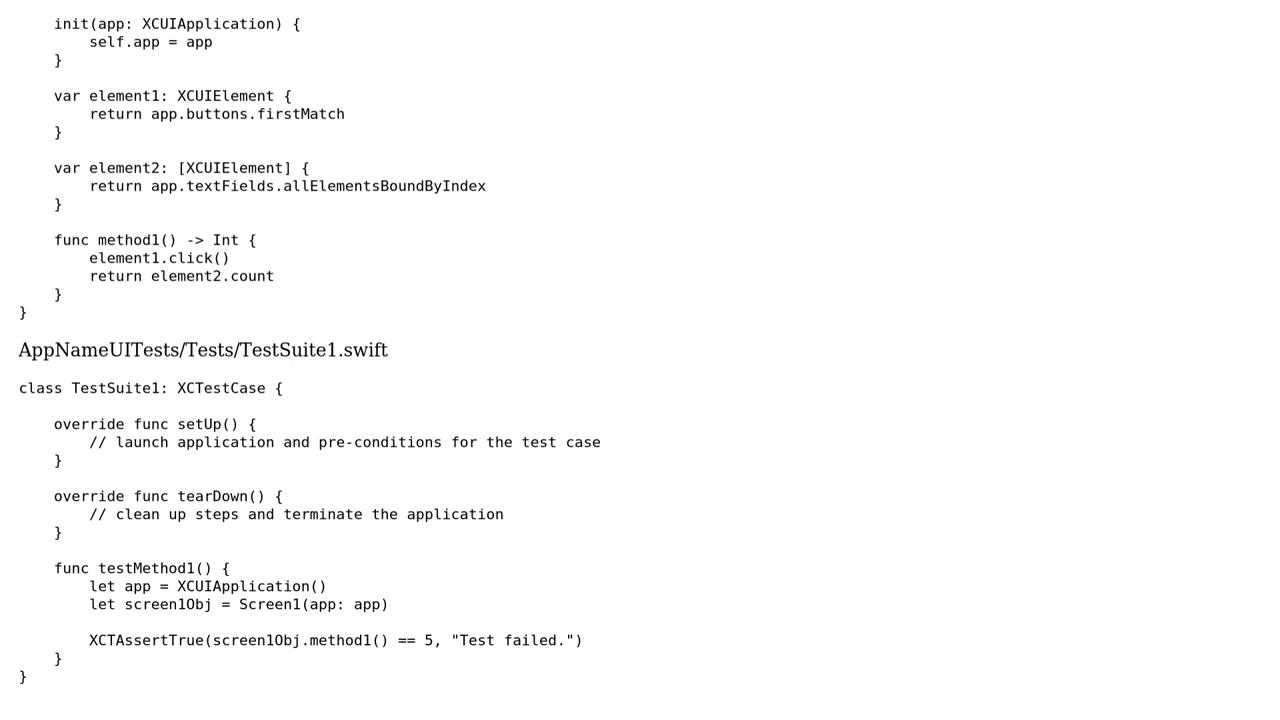 init(app: XCUIApplication) {
self.app = app
}
var element1: XCUIElement {
return app.buttons.firstMatch
}
var element2: [XCUIElement] {
return app.textFields.allElementsBoundByIndex
}
func method1() -> Int {
element1.click()
return element2.count
}
}
AppNameUITests/Tests/TestSuite1.swift
class TestSuite1: XCTestCase {
override func setUp() {
// launch application and pre-conditions for the test case
}
override func tearDown() {
// clean up steps and terminate the application
}
func testMethod1() {
let app = XCUIApplication()
let screen1Obj = Screen1(app: app)
XCTAssertTrue(screen1Obj.method1() == 5, "Test failed.")
}
}